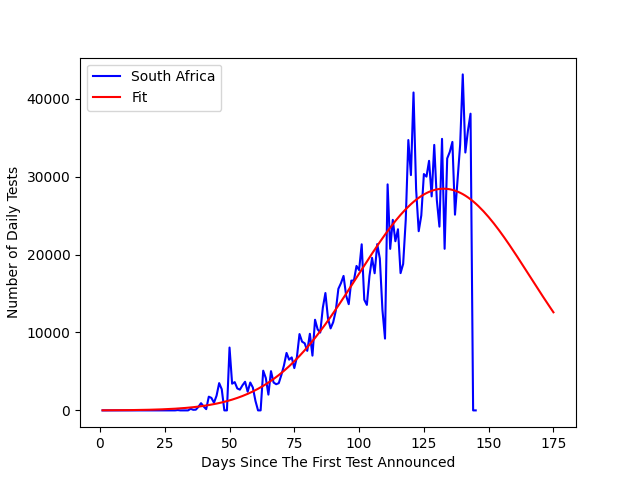 South Africa
Fit
Number of Daily Tests
40000
30000
20000
10000
0
0 25 50 75 100 125 150 175
Days Since The First Test Announced